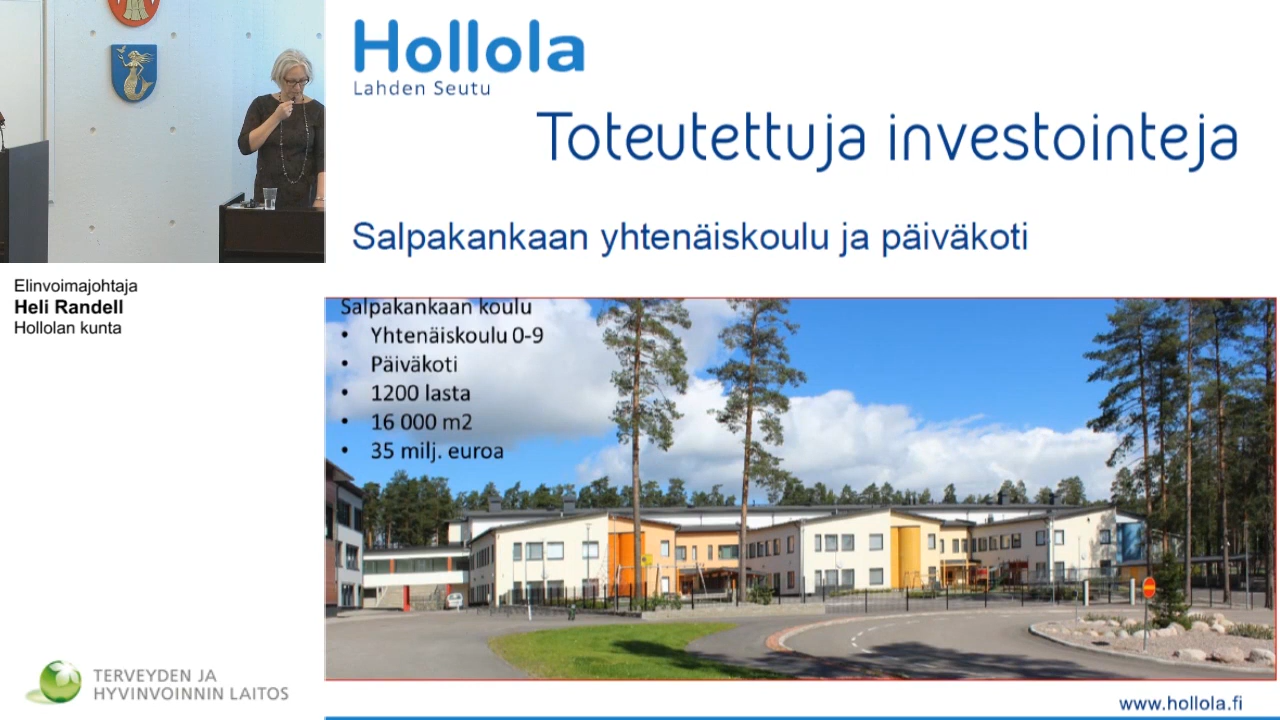 Hollola
Lahden Seutu
Toteutettuja investointeja
Salpakankaan yhtenäiskoulu ja päiväkoti
Elinvoimajohtaja
Heli Randell
Hollolan kunta
Salpakankaan koulu
• Yhtenäiskoulu 0-9
• Päiväkoti
• 1200 lasta
• 16 000 m2
• 35 milj. euroa
TERVEYDEN JA
HYVINVOINNIN LAITOS
www.hollola.fi